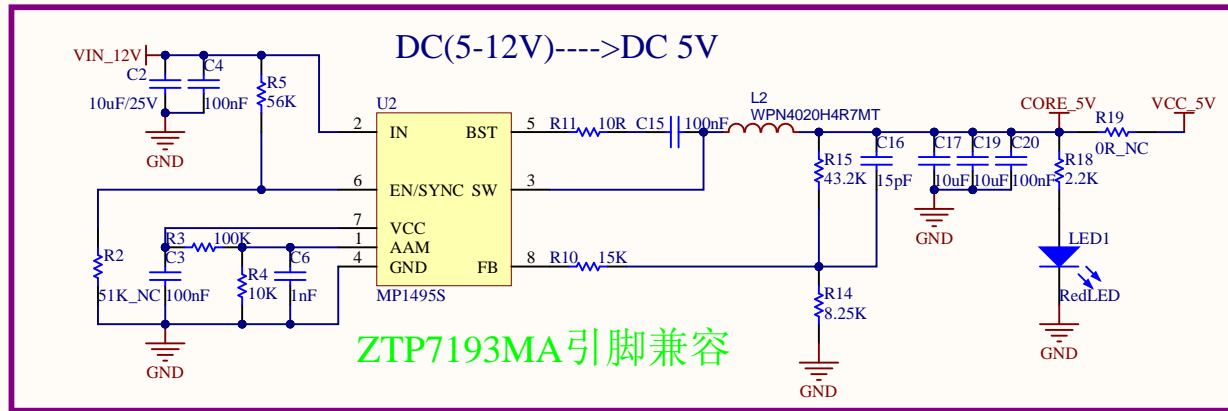 DC(5-12V)---->DC 5V
VIN_12V
C2
10uF/25V
C4
100nF
R5
56K
GND
U2
2
IN
BST
5
6
EN/SYNC
SW
3
7
VCC
1
AAM
4
GND
FB
8
MP1495S
R11
10R
C15
100nF
L2
WPN4020H4R7MT
R15
43.2K
C16
15pF
C17
10uF
C19
10uF
C20
100nF
GND
CORE_5V
R19
0R_NC
VCC_5V
R18
2.2K
LED1
RedLED
GND
R2
51K_NC
R3
100K
C3
100nF
R4
10K
C6
1nF
GND
R10
15K
R14
8.25K
GND
ZTP7193MA引脚兼容